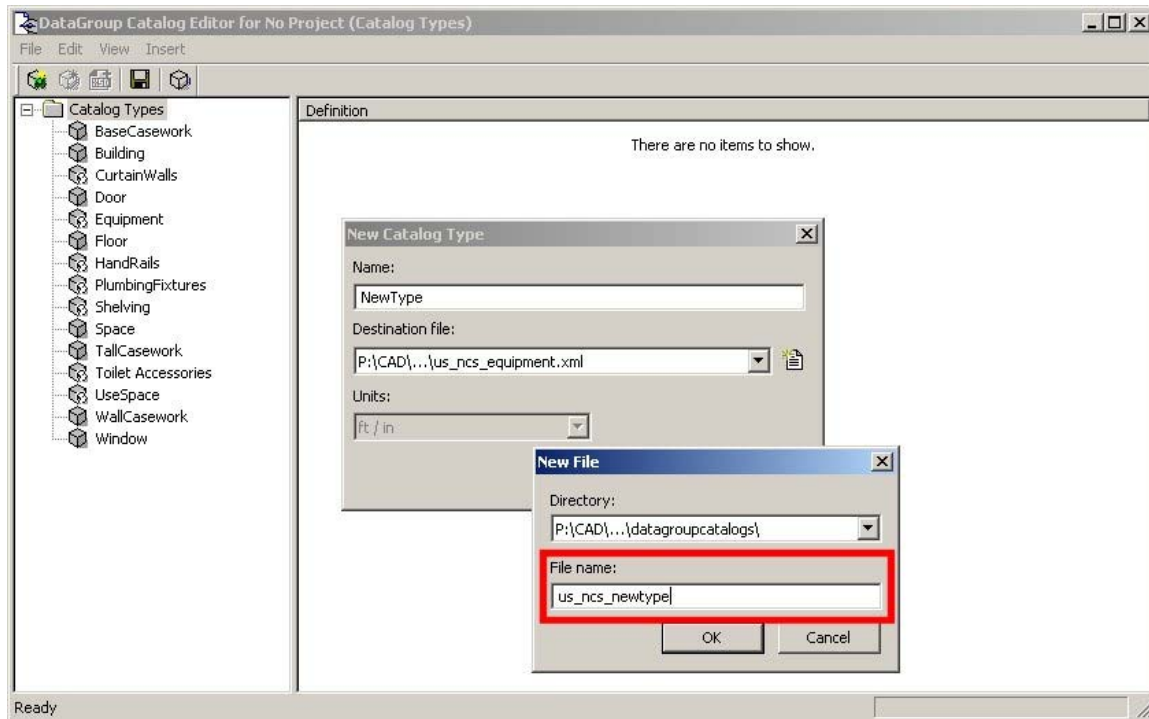 DataGroup Catalog Editor for No Project (Catalog Types)
File Edit View Insert
Catalog Types
Definition
BaseCasework
Building
CurtainWalls
Door
Equipment
Floor
HandRails
PlumbingFixtures
Shelving
Space
TallCasework
Toilet Accessories
UseSpace
WallCasework
Window
There are no items to show.
New Catalog Type
Name:
NewType
Destination file:
P:\CAD\...\us_ncs_equipment.xml
Units:
ft / in
New File
Directory:
P:\CAD\...\datagroupcatalogs\
File name:
us_ncs_newtype
OK Cancel
Ready